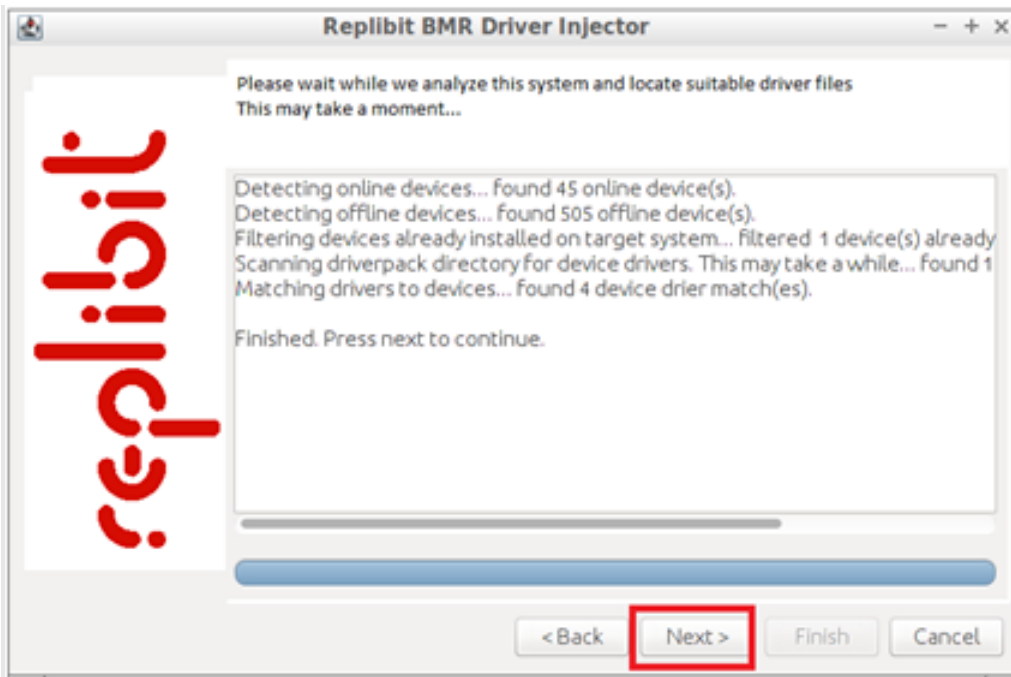 Replibit BMR Driver Injector
Please wait while we analyze this system and locate suitable driver files
This may take a moment...
replibit
Detecting online devices... found 45 online device(s).
Detecting offline devices... found 505 offline device(s).
Filtering devices already installed on target system... filtered 1 device(s) already
Scanning driverpack directory for device drivers. This may take a while... found 1
Matching drivers to devices... found 4 device drier match(es).
Finished. Press next to continue.
< Back Next > Finish Cancel